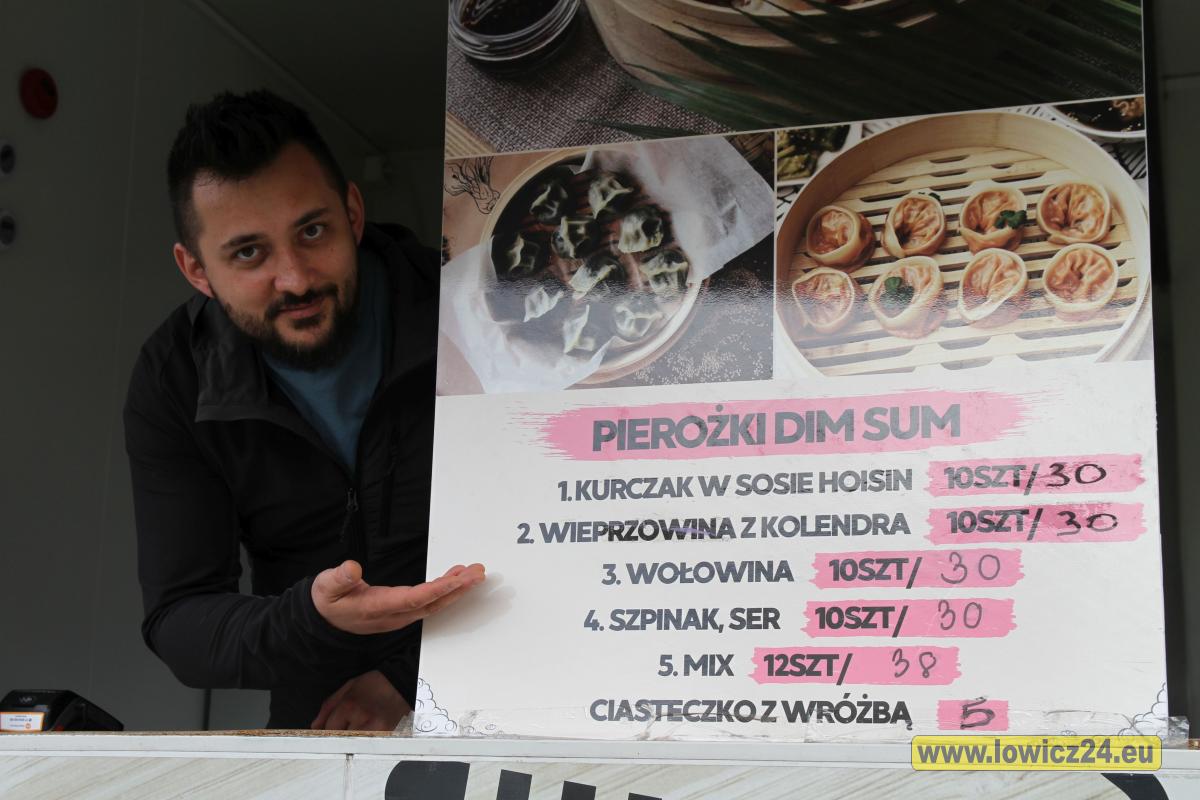 PIEROŻKI DIM SUM
1. KURCZAK W SOSIE HOISIN 10SZT/ 30
2. WIEPRZOWINA Z KOLENDRA 10SZT/ 30
3. WOŁOWINA 10SZT/ 30
4. SZPINAK, SER 10SZT/ 30
5. MIX 12SZT/ 38
CIASTECZKO Z WRÓŻBĄ 5
www.lowicz24.eu